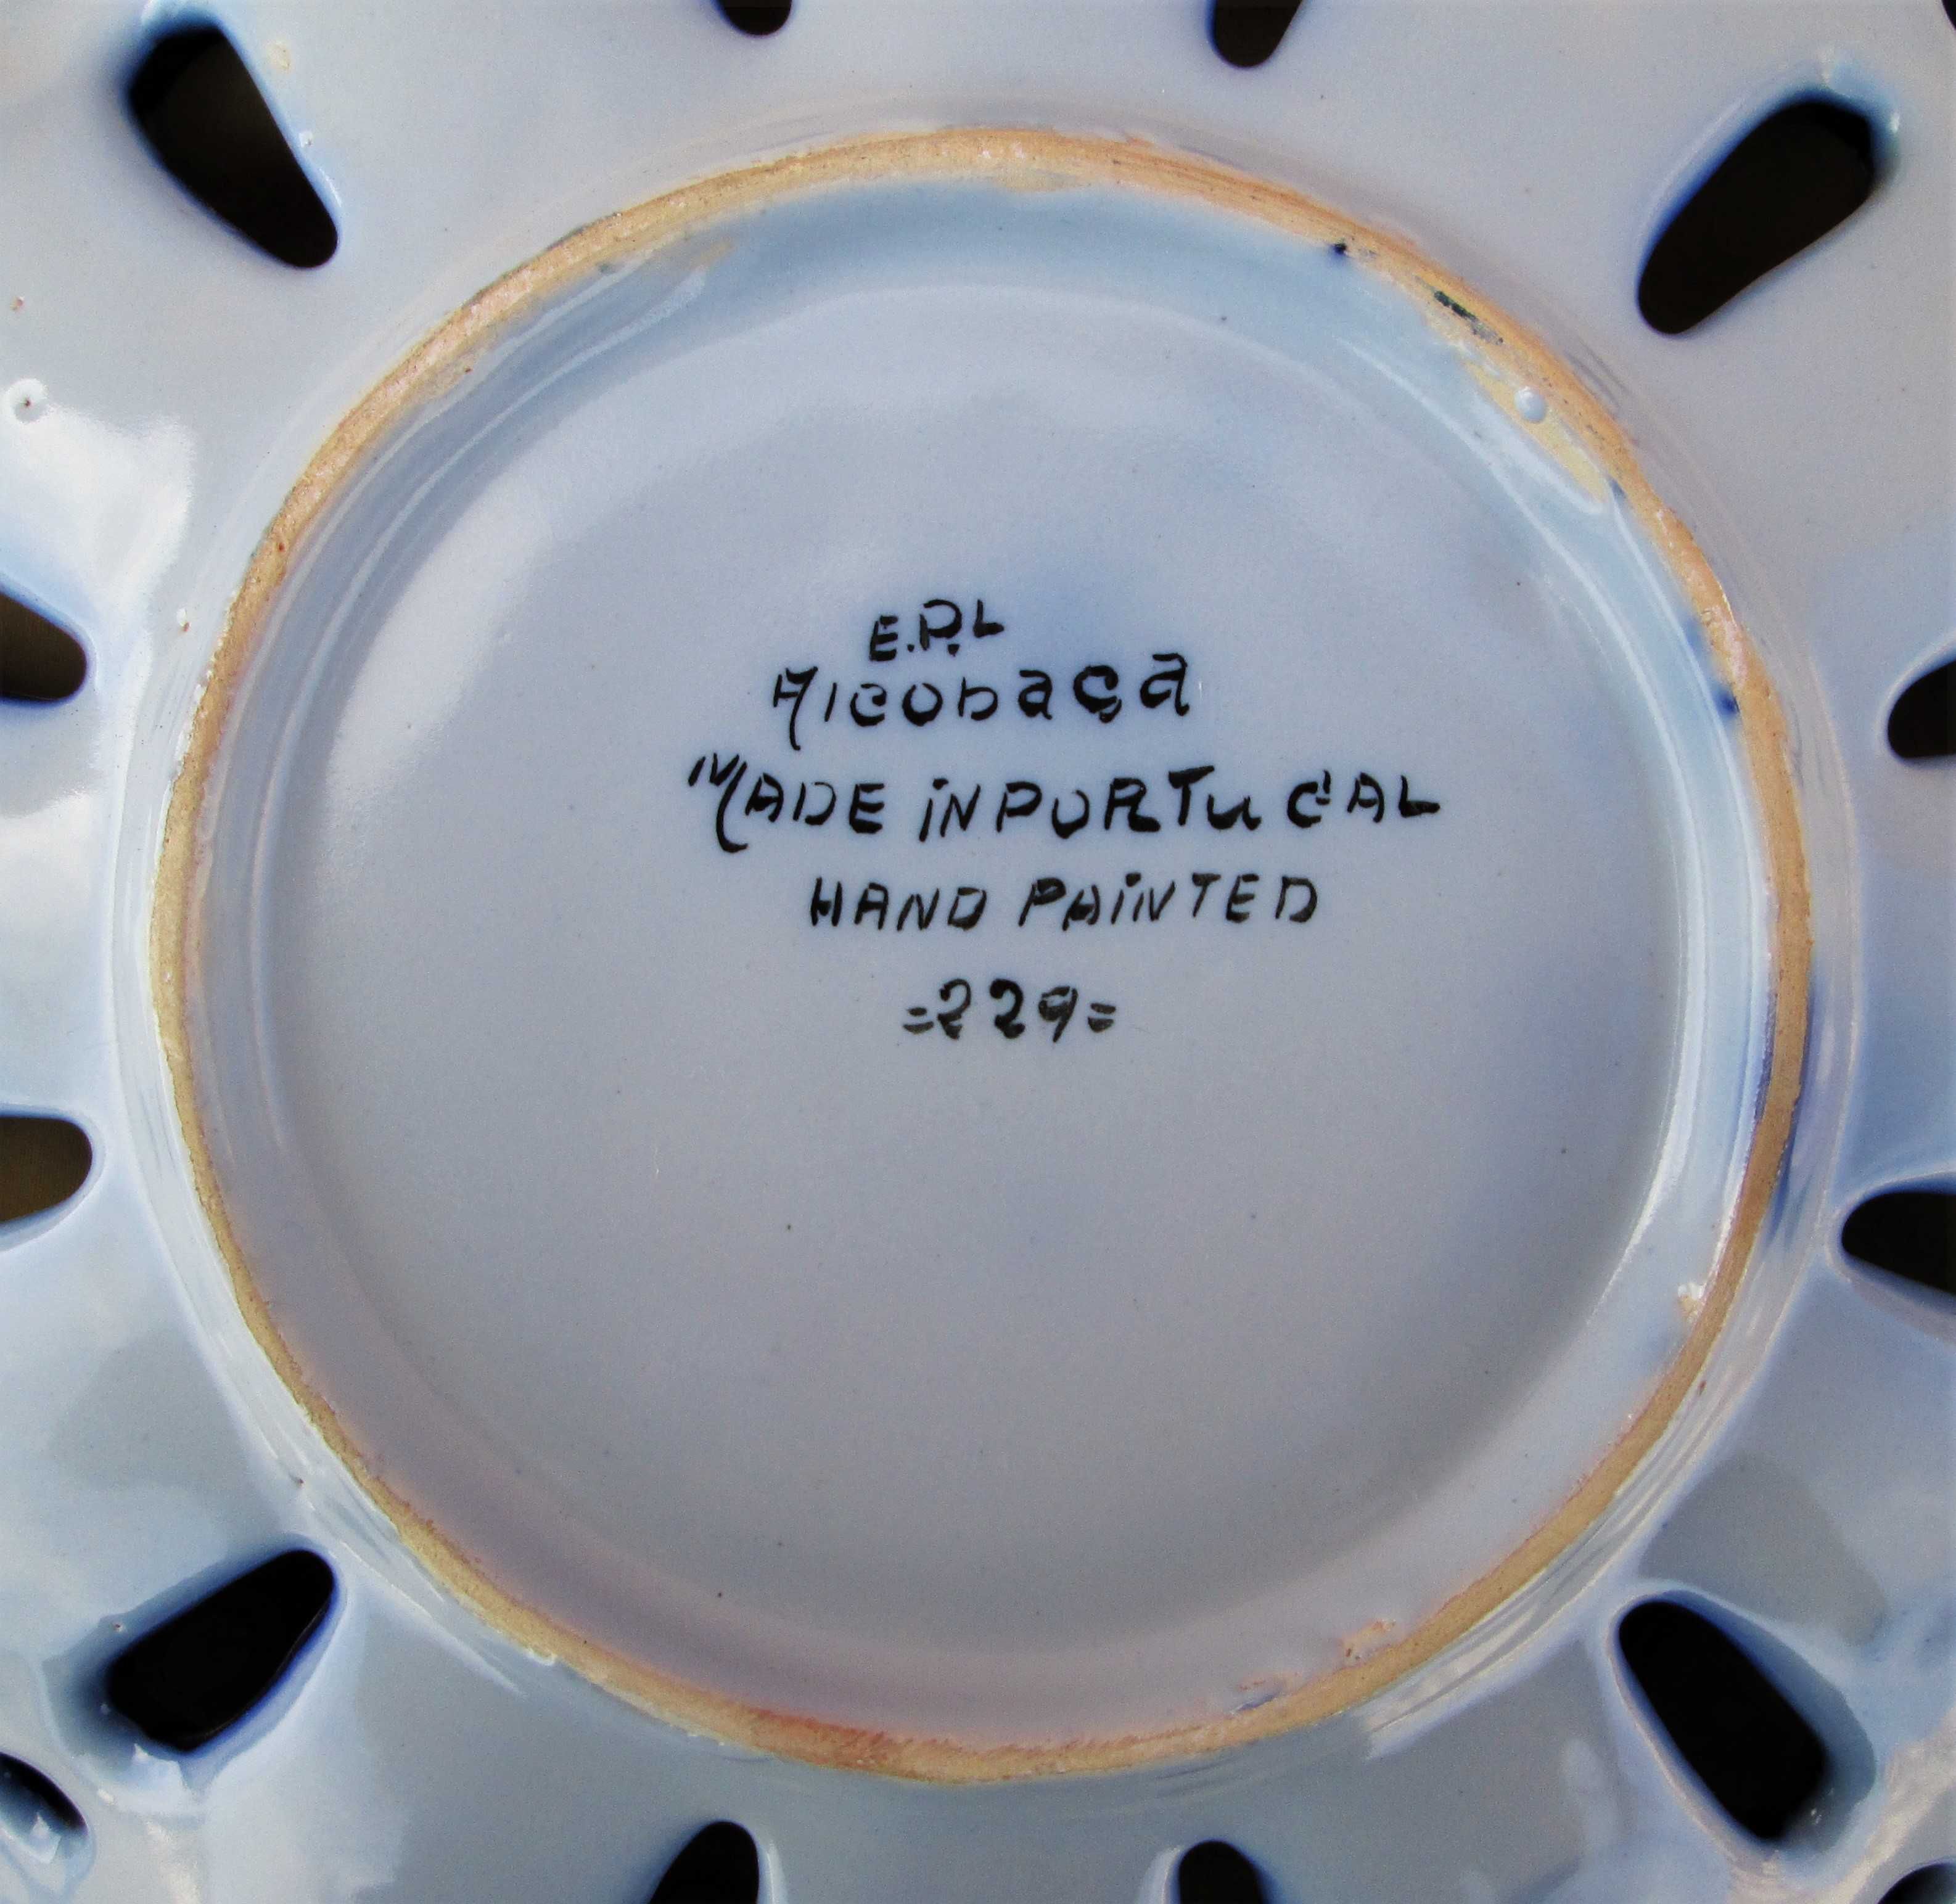 E.P.L
Alcobaça
MADE iN PORTUGAL
HAND PAiNTED
=229=